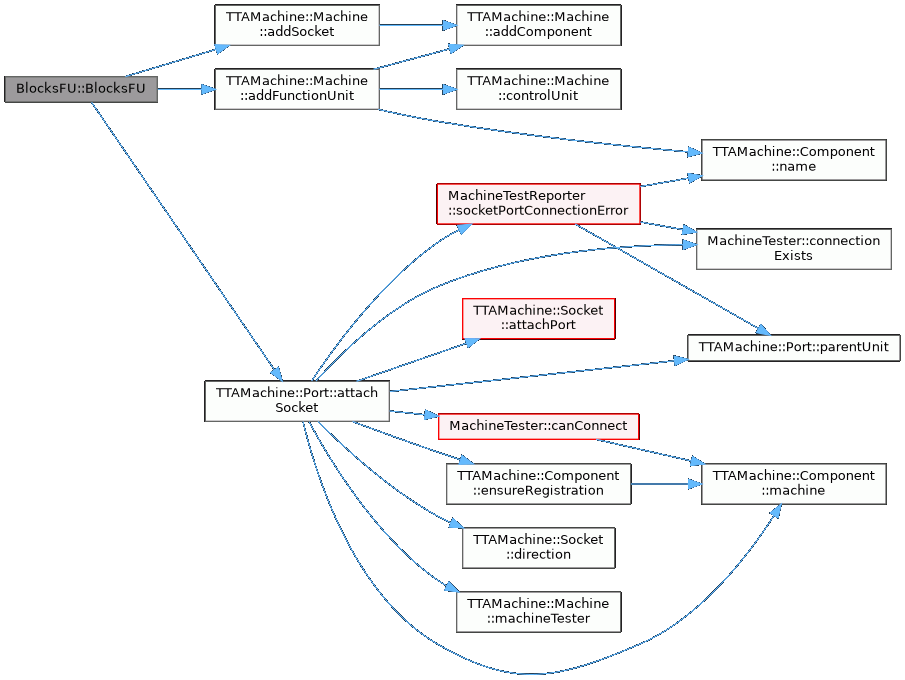 TTAMachine::Machine
::addSocket
TTAMachine::Machine
::addComponent
BlocksFU::BlocksFU
TTAMachine::Machine
::addFunctionUnit
TTAMachine::Machine
::controlUnit
TTAMachine::Component
::name
MachineTestReporter
::socketPortConnectionError
MachineTester::connection
Exists
TTAMachine::Socket
::attachPort
TTAMachine::Port::parentUnit
TTAMachine::Port::attach
Socket
MachineTester::canConnect
TTAMachine::Component
::ensureRegistration
TTAMachine::Component
::machine
TTAMachine::Socket
::direction
TTAMachine::Machine
::machineTester